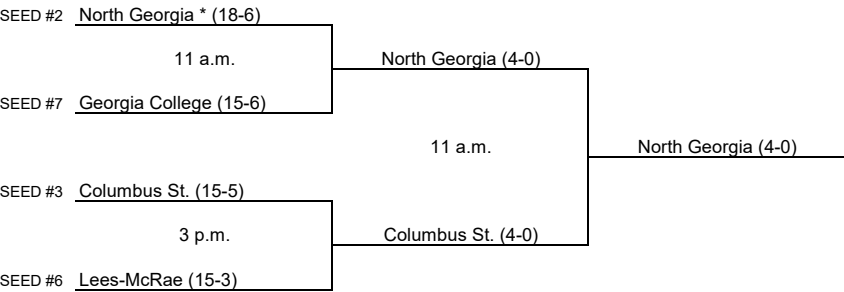 SEED #2 North Georgia * (18-6)
11 a.m.
North Georgia (4-0)
SEED #7 Georgia College (15-6)
11 a.m.
North Georgia (4-0)
SEED #3 Columbus St. (15-5)
3 p.m.
Columbus St. (4-0)
SEED #6 Lees-McRae (15-3)